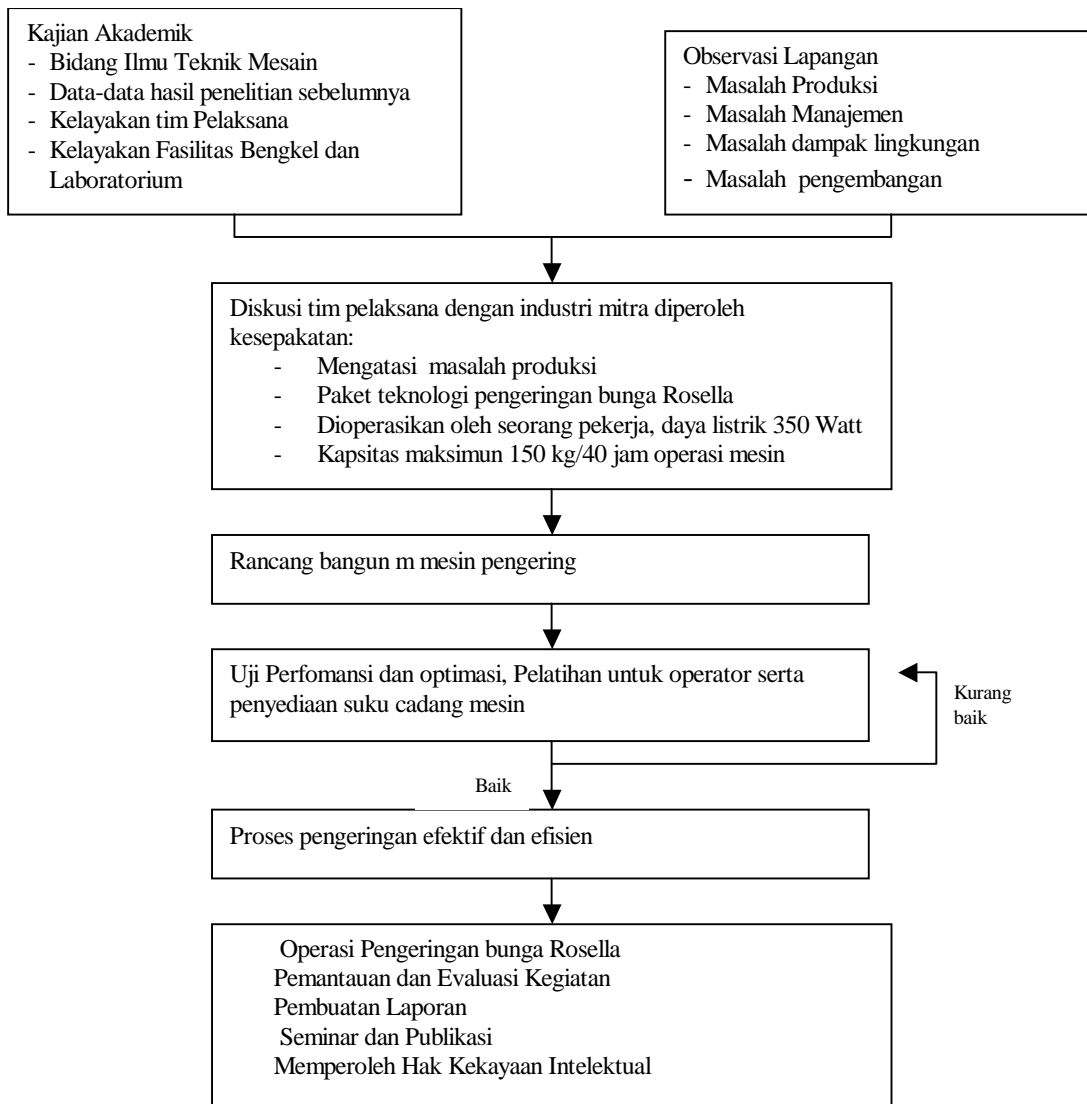 Kajian Akademik
- Bidang Ilmu Teknik Mesain
- Data-data hasil penelitian sebelumnya
- Kelayakan tim Pelaksana
- Kelayakan Fasilitas Bengkel dan
Laboratorium
Observasi Lapangan
- Masalah Produksi
- Masalah Manajemen
- Masalah dampak lingkungan
- Masalah pengembangan
Diskusi tim pelaksana dengan industri mitra diperoleh
kesepakatan:
- Mengatasi masalah produksi
- Paket teknologi pengeringan bunga Rosella
- Dioperasikan oleh seorang pekerja, daya listrik 350 Watt
- Kapsitas maksimun 150 kg/40 jam operasi mesin
Rancang bangun m mesin pengering
Uji Perfomansi dan optimasi, Pelatihan untuk operator serta
penyediaan suku cadang mesin
Kurang
baik
Baik
Proses pengeringan efektif dan efisien
Operasi Pengeringan bunga Rosella
Pemantauan dan Evaluasi Kegiatan
Pembuatan Laporan
Seminar dan Publikasi
Memperoleh Hak Kekayaan Intelektual